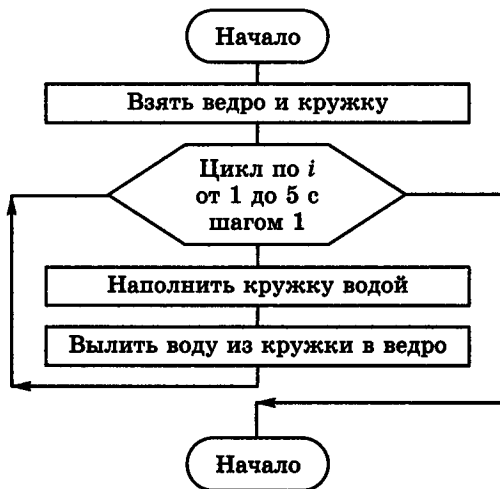 Начало
Взять ведро и кружку
Цикл по i
от 1 до 5 с
шагом 1
Наполнить кружку водой
Вылить воду из кружки в ведро
Начало